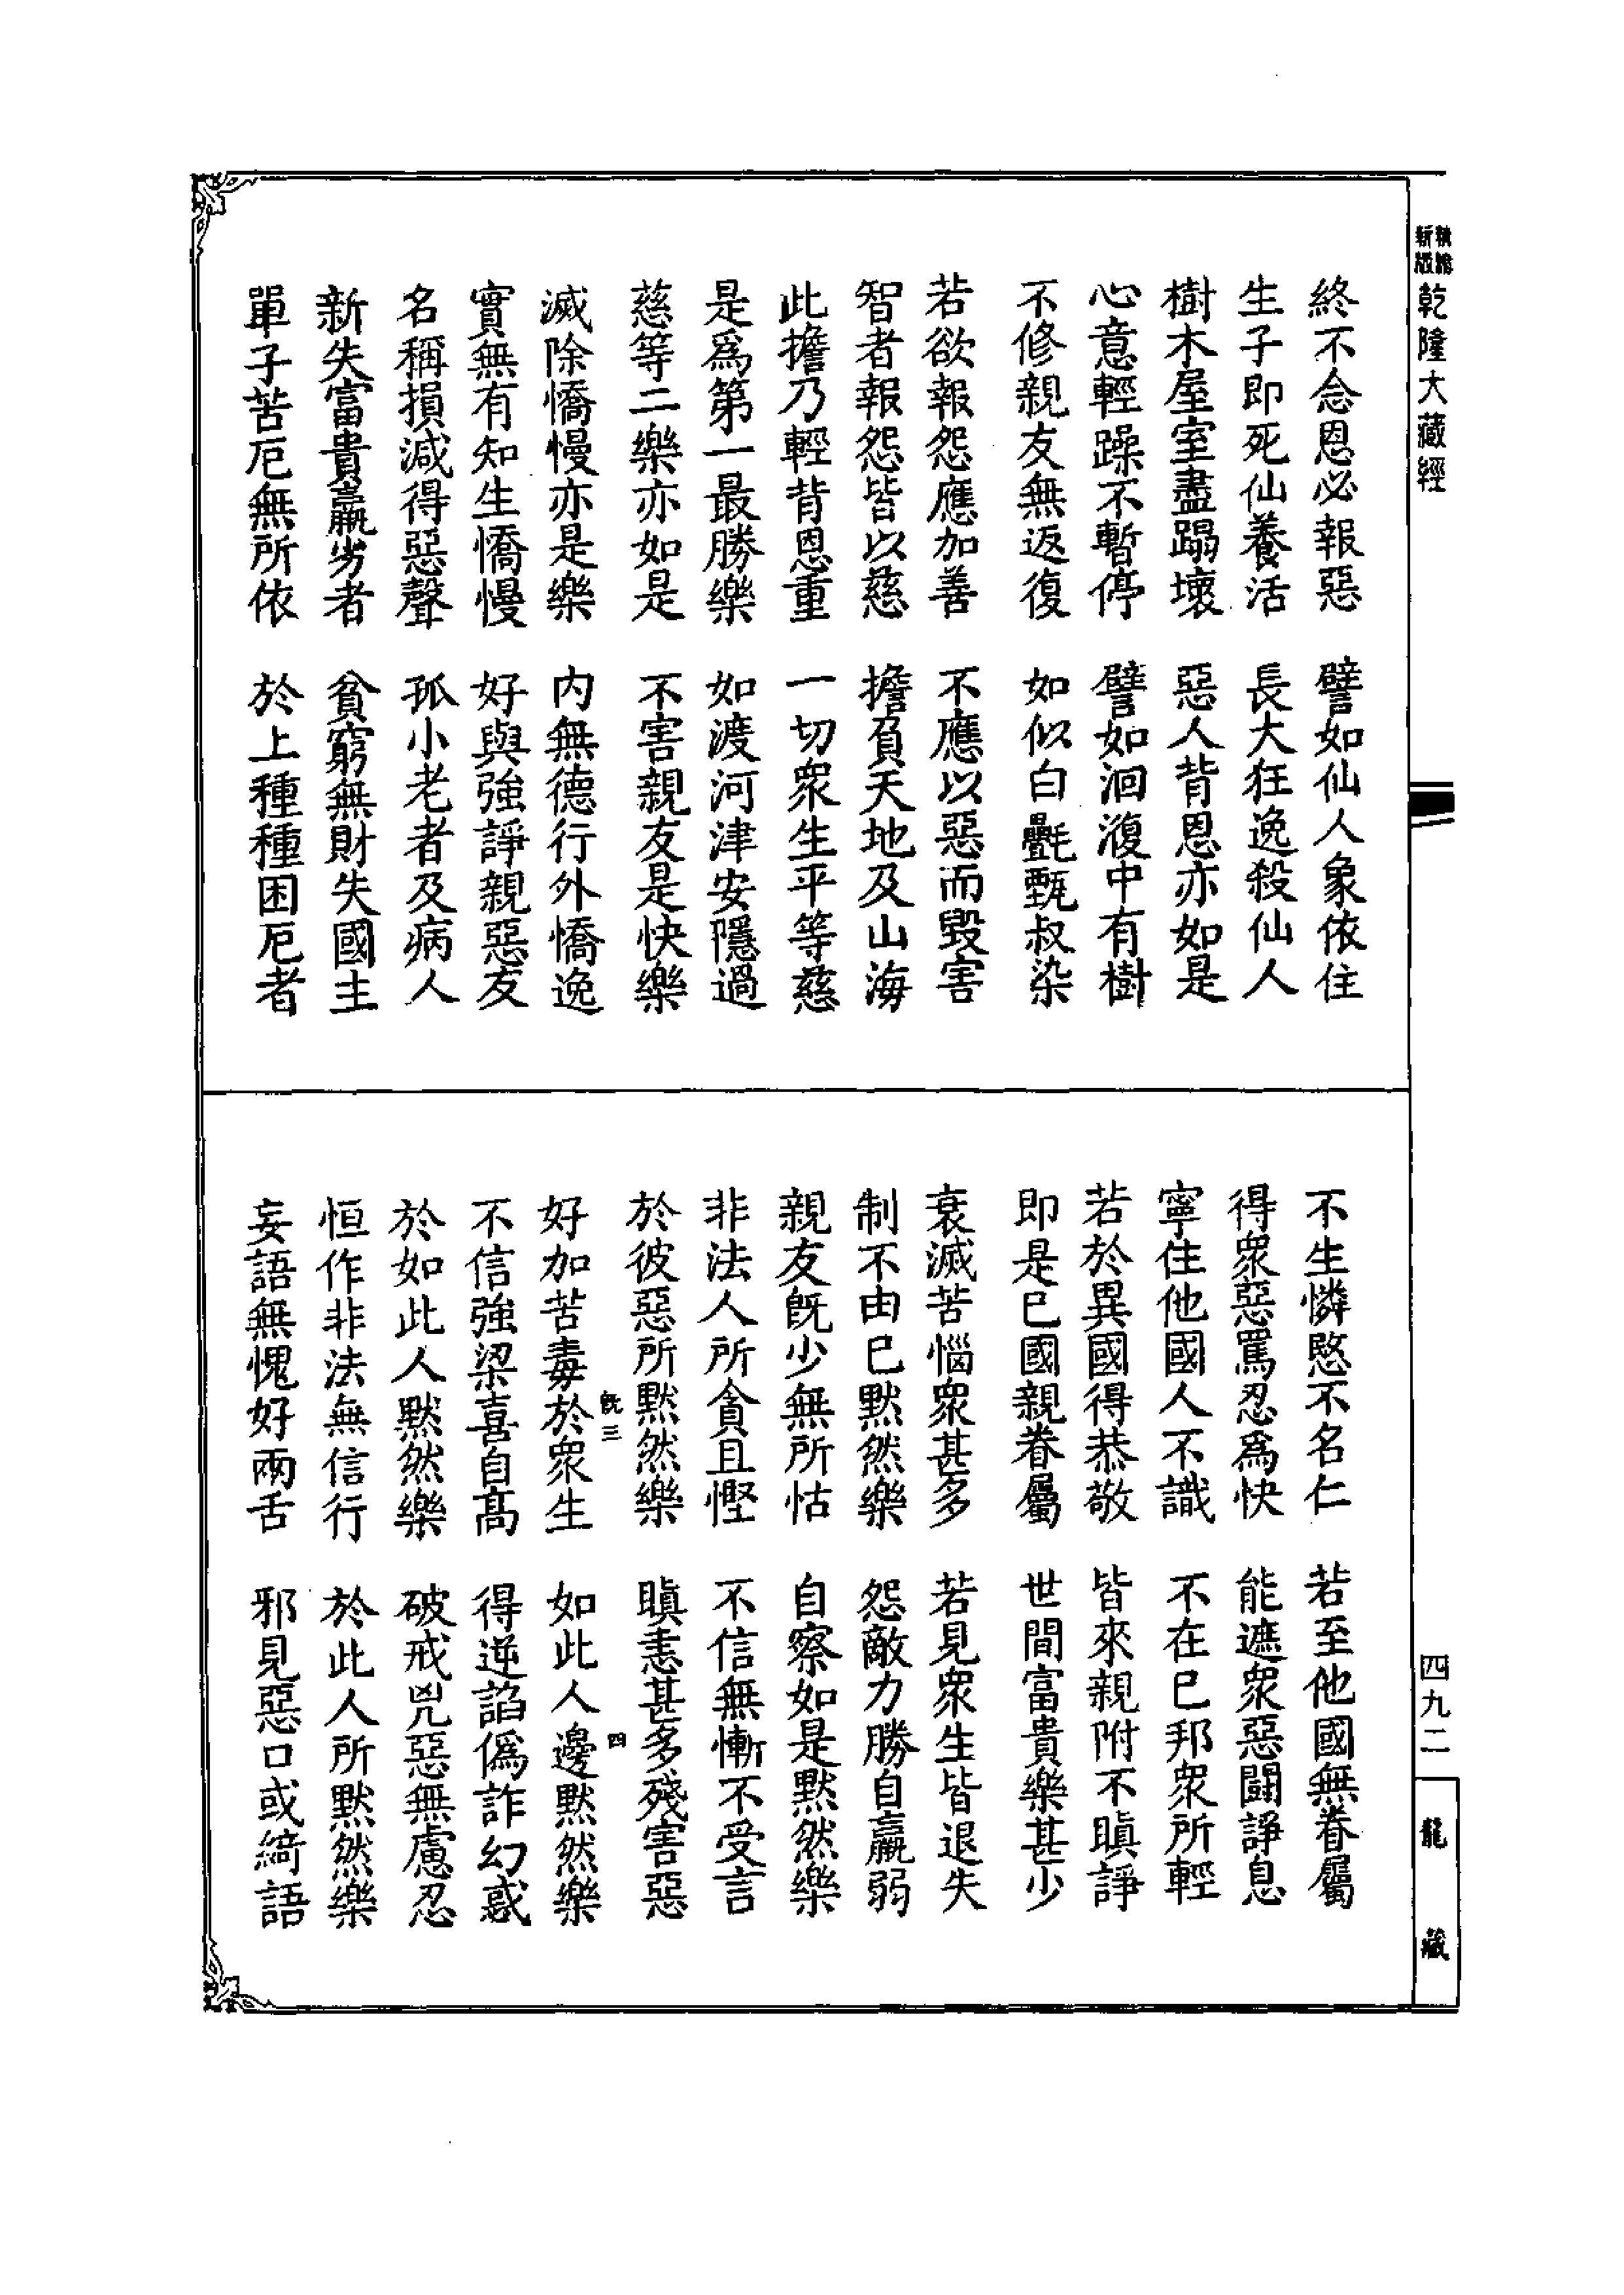 終不念恩必報惡　譬如仙人象依住
生子即死仙養活　長大狂逸殺仙人
樹木屋室盡蹋壞　惡人背恩亦如是
心意輕躁不暫停　譬如洄澓中有樹
不修親友無返復　如似白㲲甄叔染
若欲報怨應加善　不應以惡而毀害
智者報怨皆以慈　擔負天地及山海
此擔乃輕背恩重　一切衆生平等慈
是爲第一最勝樂　如渡河津安隱過
慈等二樂亦如是　不害親友是快樂
滅除憍慢亦是樂　内無德行外憍逸
實無有知生憍慢　好與強諍親惡友
名稱損減得惡聲　孤小老者及病人
新失富貴羸劣者　貧窮無財失國主
單子苦厄無所依　於上種種困厄者
不生憐愍不名仁　若至他國無眷屬
得衆惡罵忍爲快　能遮衆惡鬭諍息
寧住他國人不識　不在已邦衆所輕
若於異國得恭敬　皆來親附不瞋諍
即是已國親眷屬　世間富貴樂甚少
衰滅苦惱衆甚多　若見衆生皆退失
制不由已默然樂　怨敵力勝自羸弱
親友旣少無所怙　自察如是默然樂
非法人所貪且慳　不信無慚不受言
於彼惡所默然樂　瞋恚甚多殘害惡
旣三　四
好加苦毒於衆生　如此人邊默然樂
不信強梁喜自高　得逆諂僞詐幻惑
於如此人默然樂　破戒兇惡無慮忍
恒作非法無信行　於此人所默然樂
妄語無愧好兩舌　邪見惡口或綺語
新版乾隆大藏經
四九二
龍藏